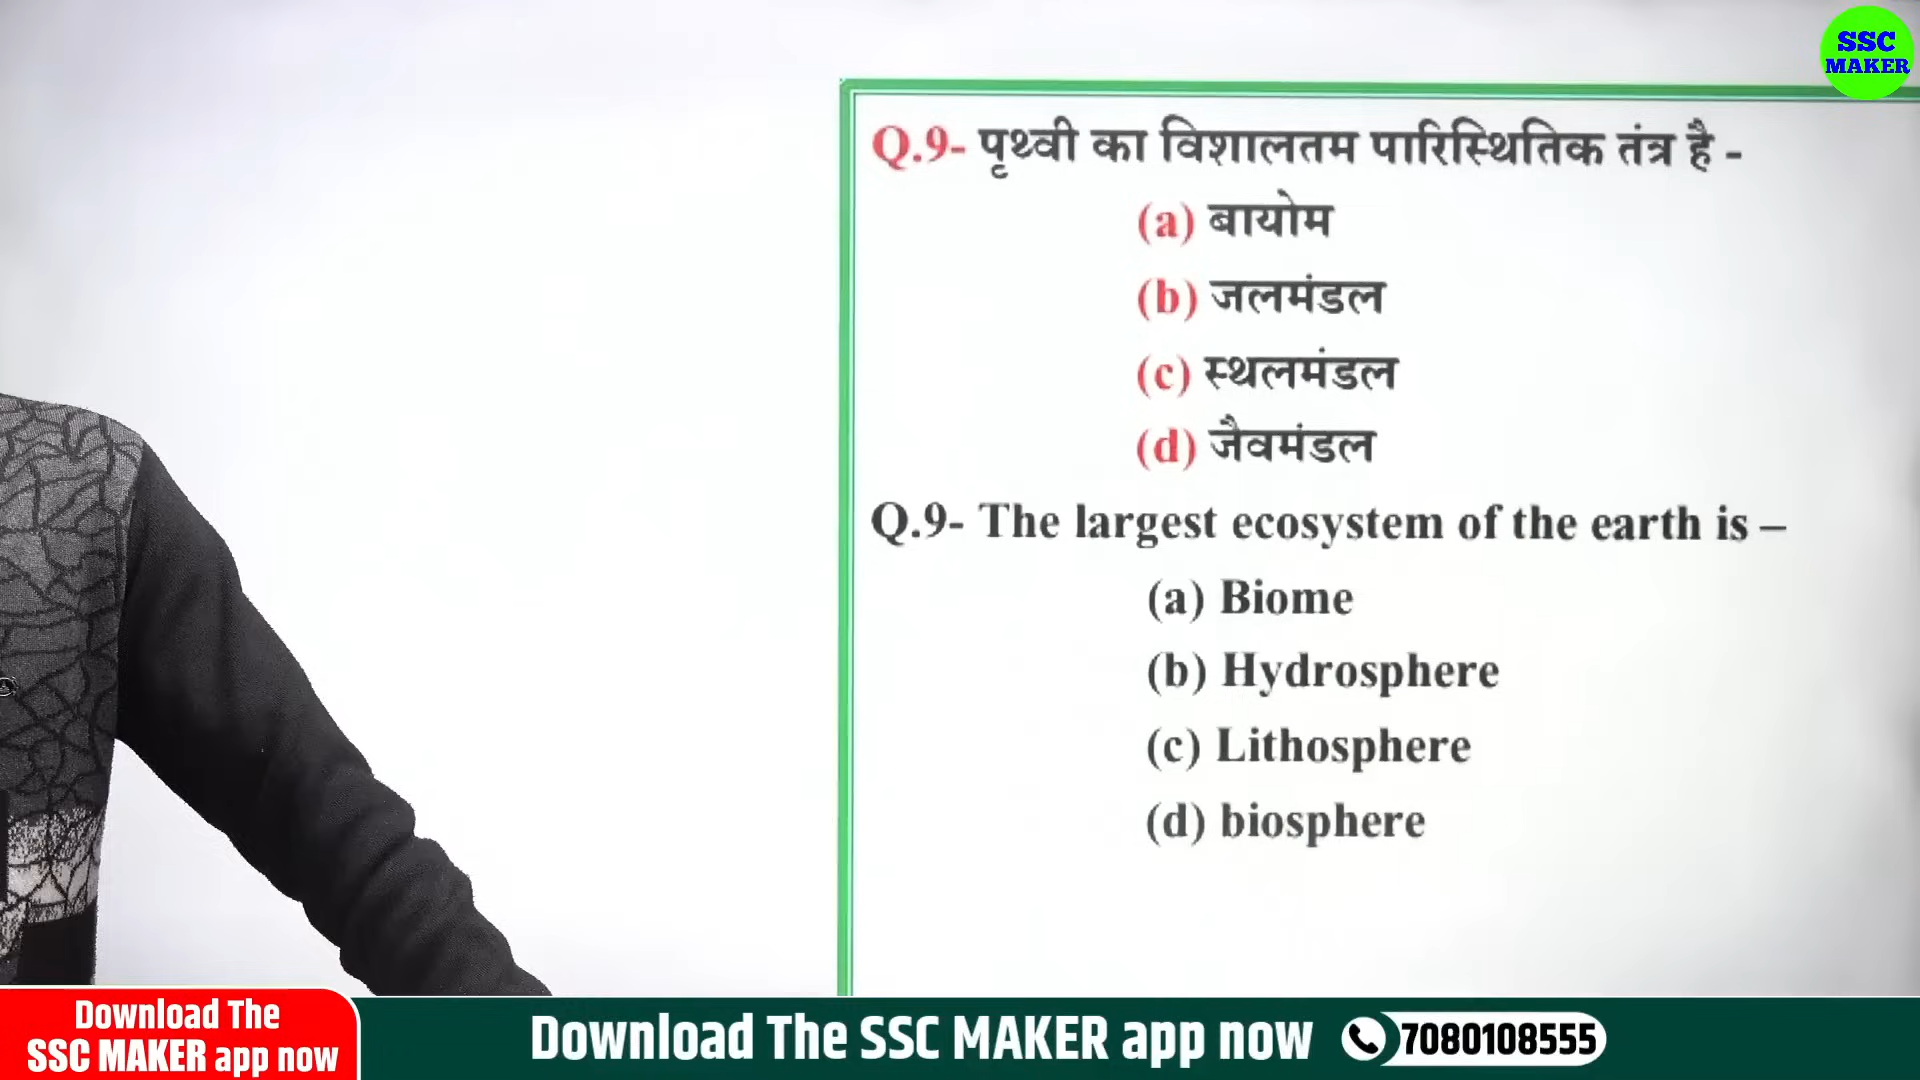 SSC
MAKER
Q.9- पृथ्वी का विशालतम पारिस्थितिक तंत्र है -
(a) बायोम
(b) जलमंडल
(c) स्थलमंडल
(d) जैवमंडल
Q.9- The largest ecosystem of the earth is –
(a) Biome
(b) Hydrosphere
(c) Lithosphere
(d) biosphere
Download The
SSC MAKER app now
Download The SSC MAKER app now 7080108555